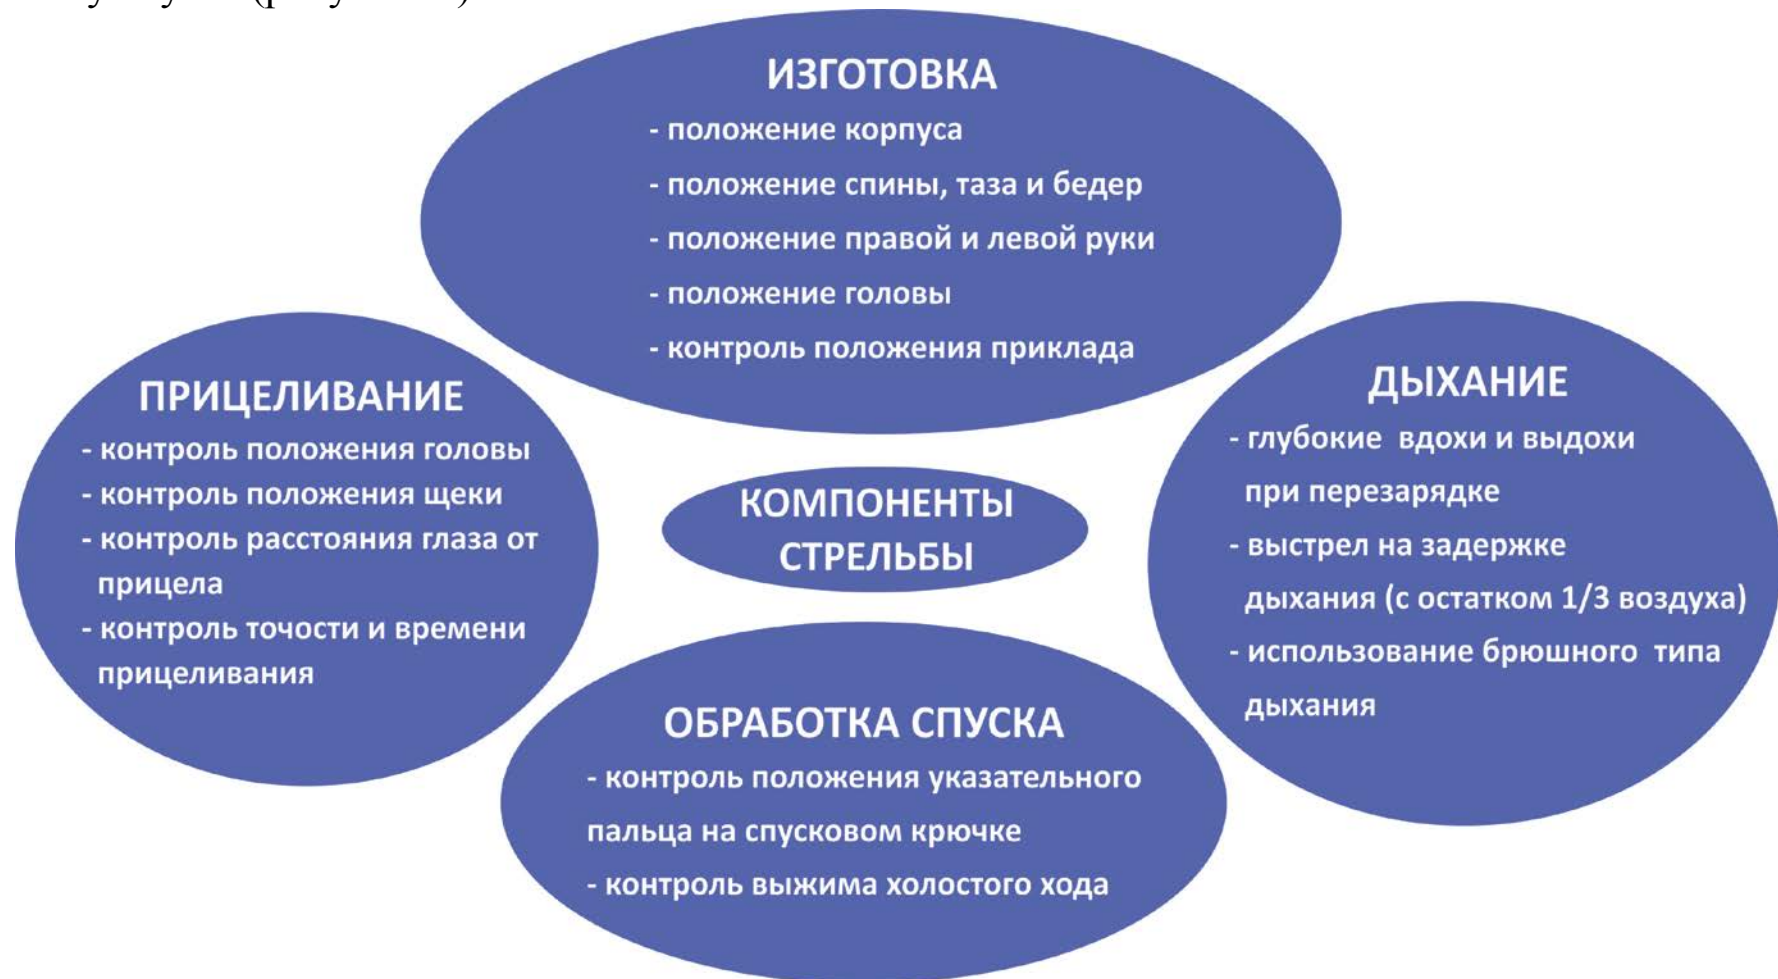 ИЗГОТОВКА
- положение корпуса
- положение спины, таза и бедер
- положение правой и левой руки
- положение головы
- контроль положения приклада
ПРИЦЕЛИВАНИЕ
- контроль положения головы
- контроль положения щеки
- контроль расстояния глаза от
прицела
- контроль точости и времени
прицеливания
КОМПОНЕНТЫ
СТРЕЛЬБЫ
ДЫХАНИЕ
- глубокие вдохи и выдохи
при перезарядке
- выстрел на задержке
дыхания (с остатком 1/3 воздуха)
- использование брюшного типа
дыхания
ОБРАБОТКА СПУСКА
- контроль положения указательного
пальца на спусковом крючке
- контроль выжима холостого хода